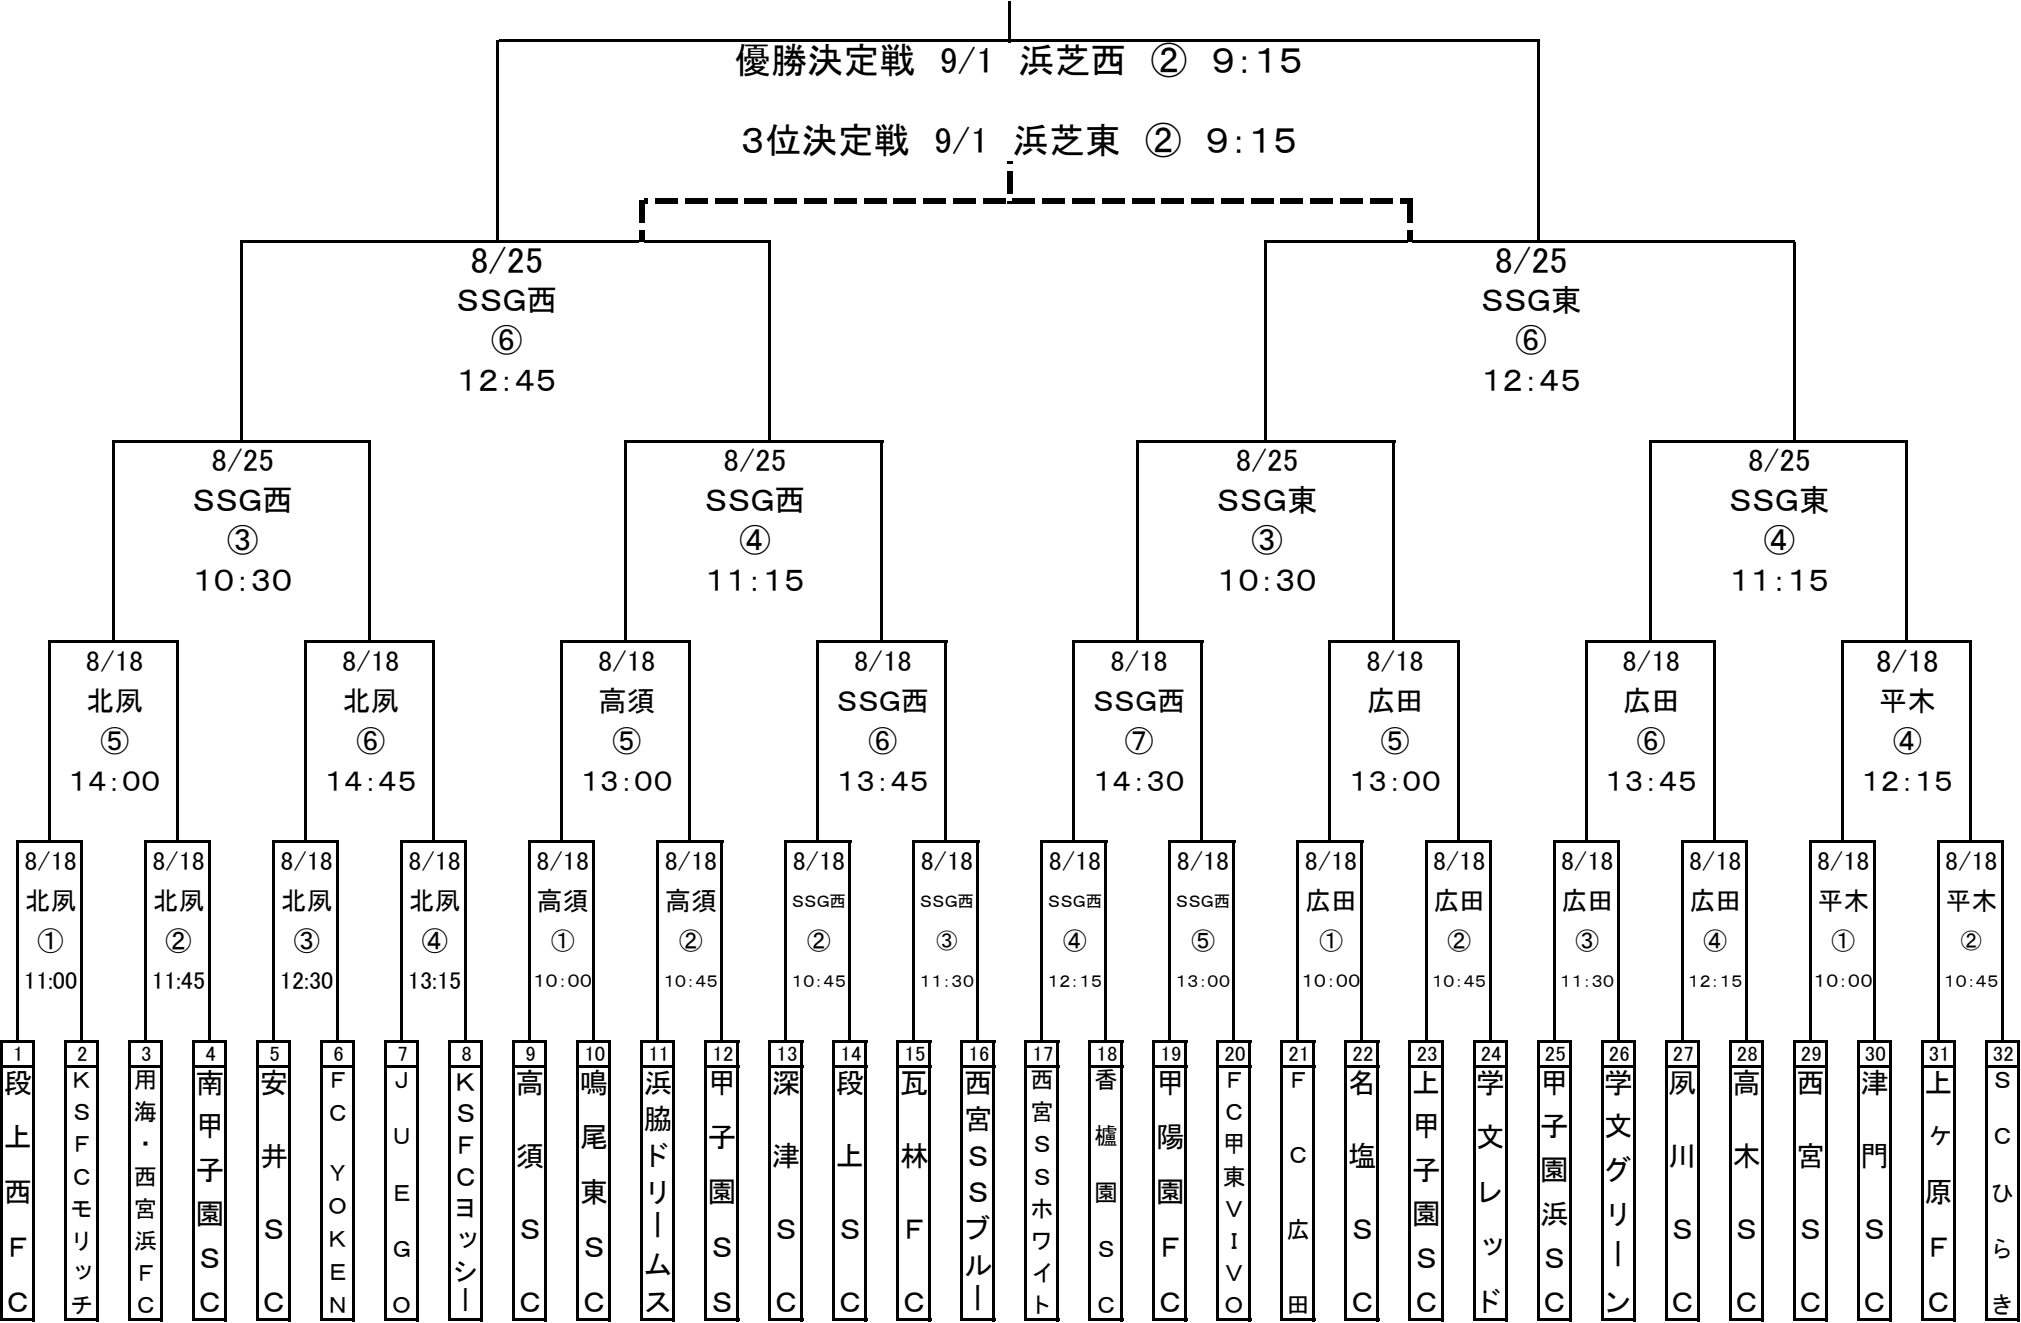 優勝決定戦 9/1 浜芝西 ② 9:15
3位決定戦 9/1 浜芝東 ② 9:15
8/25 8/25
SSG西 SSG東
⑥ ⑥
12:45 12:45
8/25 8/25 8/25 8/25
SSG西 SSG西 SSG東 SSG東
③ ④ ③ ④
10:30 11:15 10:30 11:15
8/18 8/18 8/18 8/18 8/18 8/18 8/18 8/18
北夙 北夙 高須 SSG西 SSG西 広田 広田 平木
⑤ ⑥ ⑤ ⑥ ⑦ ⑤ ⑥ ④
14:00 14:45 13:00 13:45 14:30 13:00 13:45 12:15
8/18 8/18 8/18 8/18 8/18 8/18 8/18 8/18 8/18 8/18 8/18 8/18 8/18 8/18 8/18 8/18
北夙 北夙 北夙 北夙 高須 高須 SSG西 SSG西 SSG西 SSG西 広田 広田 広田 広田 平木 平木
① ② ③ ④ ① ② ② ③ ④ ⑤ ① ② ③ ④ ① ②
11:00 11:45 12:30 13:15 10:00 10:45 10:45 11:30 12:15 13:00 10:00 10:45 11:30 12:15 10:00 10:45
1 段上西FC
2 KSFCモリッチ
3 用海・西宮浜FC
4 南甲子園SC
5 安井SC
6 FC YOKEN
7 JUEGO
8 KSFCヨッシー
9 高須SC
10 鳴尾東SC
11 浜脇ドリームス
12 甲子園SS
13 深津SC
14 段上SC
15 瓦林FC
16 西宮SSブルー
17 西宮SSホワイト
18 香櫨園SC
19 甲陽園FC
20 FC甲東VIVO
21 FC広田
22 名塩SC
23 上甲子園SC
24 学文レッド
25 甲子園浜SC
26 学文グリーン
27 夙川SC
28 高木SC
29 西宮SC
30 津門SC
31 上ヶ原FC
32 SCひらき